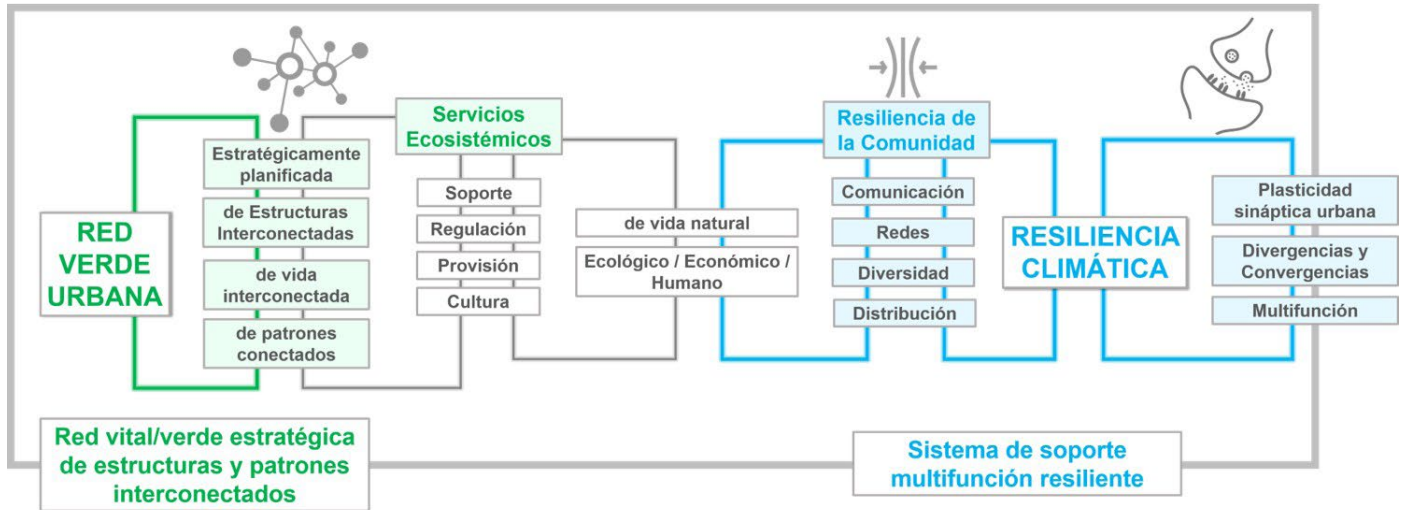 RED
VERDE
URBANA
Estratégicamente
planificada
de Estructuras
Interconectadas
de vida
interconectada
de patrones
conectados
Servicios
Ecosistémicos
Soporte
Regulación
Provisión
Cultura
de vida natural
Ecológico / Económico /
Humano
Resiliencia de
la Comunidad
Comunicación
Redes
Diversidad
Distribución
RESILIENCIA
CLIMÁTICA
Plasticidad
sináptica urbana
Divergencias y
Convergencias
Multifunción
Red vital/verde estratégica
de estructuras y patrones
interconectados
Sistema de soporte
multifunción resiliente